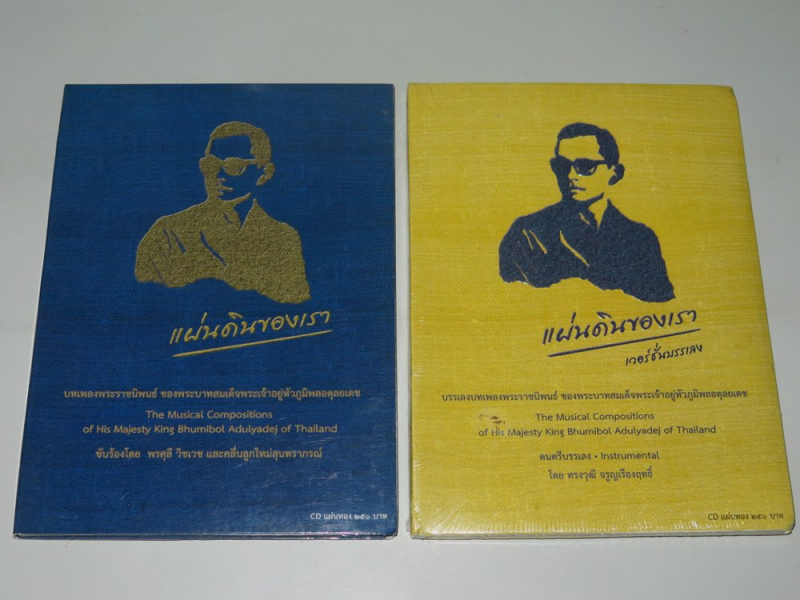 แผ่นดินของเรา
บทเพลงพระราชนิพนธ์ ของพระบาทสมเด็จพระเจ้าอยู่หัวภูมิพลอดุลยเดช
The Musical Compositions
of His Majesty King Bhumibol Adulyadej of Thailand
ขับร้องโดย พรศุลี วิชเวช และคลื่นลูกใหม่สุนทราภรณ์
CD แผ่นทอง ๒๕๐ บาท
แผ่นดินของเรา
เวอร์ชั่นบรรเลง
บรรเลงบทเพลงพระราชนิพนธ์ ของพระบาทสมเด็จพระเจ้าอยู่หัวภูมิพลอดุลยเดช
The Musical Compositions
of His Majesty King Bhumibol Adulyadej of Thailand
ดนตรีบรรเลง • Instrumental
โดย ทรงวุฒิ จรูญเรืองฤทธิ์
CD แผ่นทอง ๒๕๐ บาท